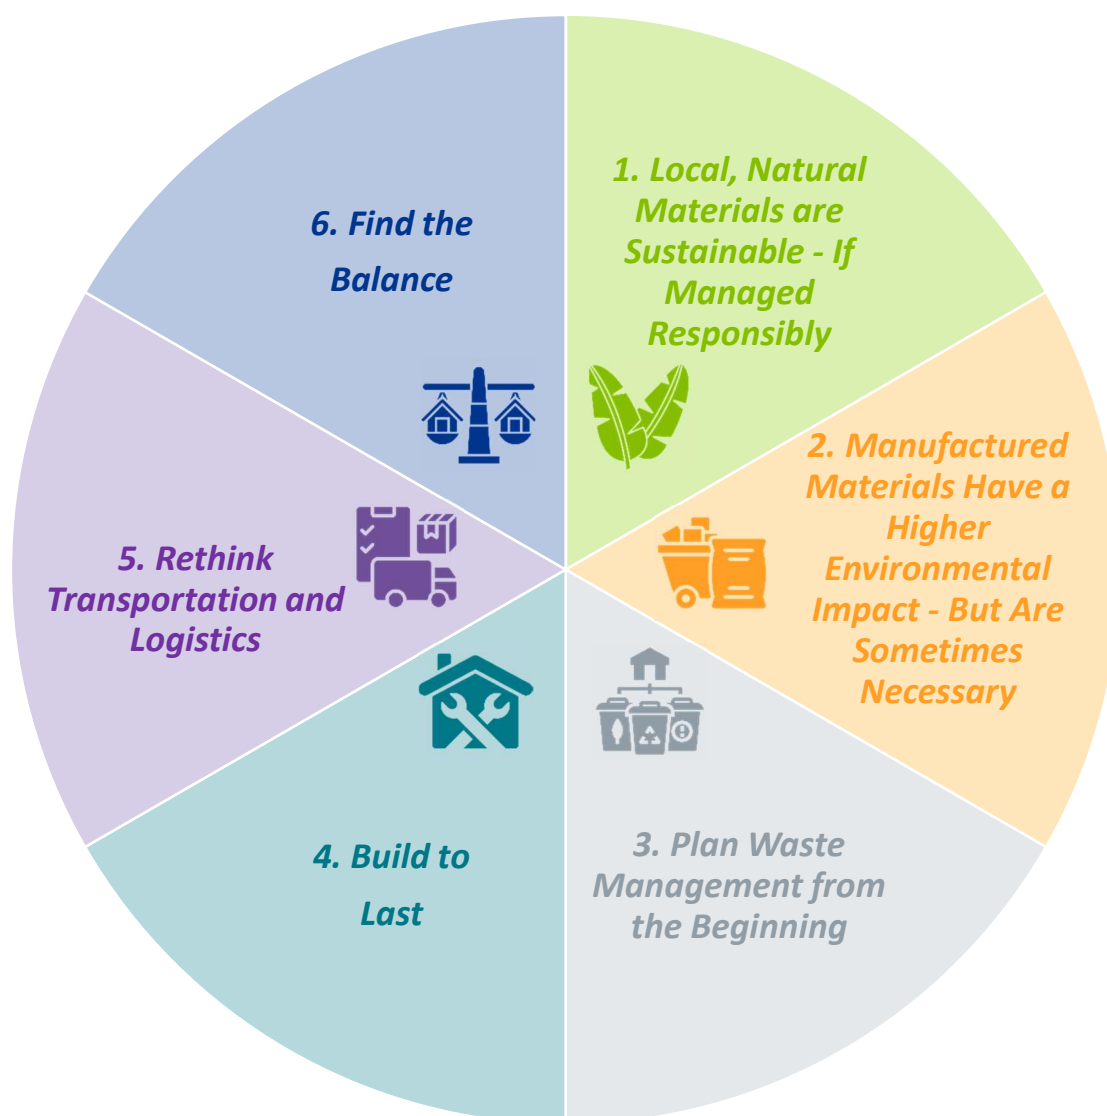 1. Local, Natural
Materials are
Sustainable - If
Managed
Responsibly
2. Manufactured
Materials Have a
Higher
Environmental
Impact - But Are
Sometimes
Necessary
3. Plan Waste
Management from
the Beginning
4. Build to
Last
5. Rethink
Transportation and
Logistics
6. Find the
Balance